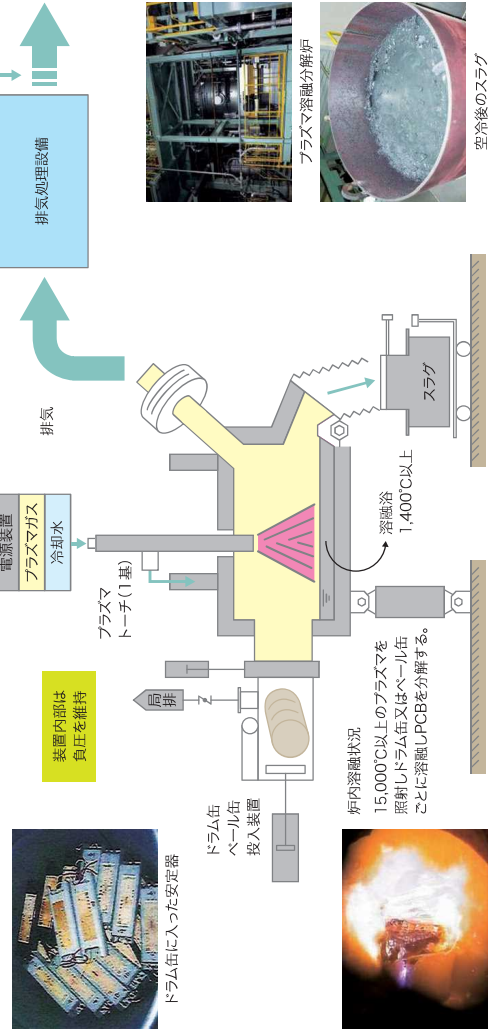 電源装置
プラズマガス
冷却水
プラズマ
トーチ(1基)
排気
排気処理設備
プラズマ溶融分解炉
空冷後のスラグ
装置内部は
負圧を維持
局
排
ドラム缶
ペール缶
投入装置
ドラム缶に入った安定器
溶融浴
1,400℃以上
スラグ
炉内溶融状況
15,000℃以上のプラズマを
照射しドラム缶又はペール缶
ごとに溶融しPCBを分解する。